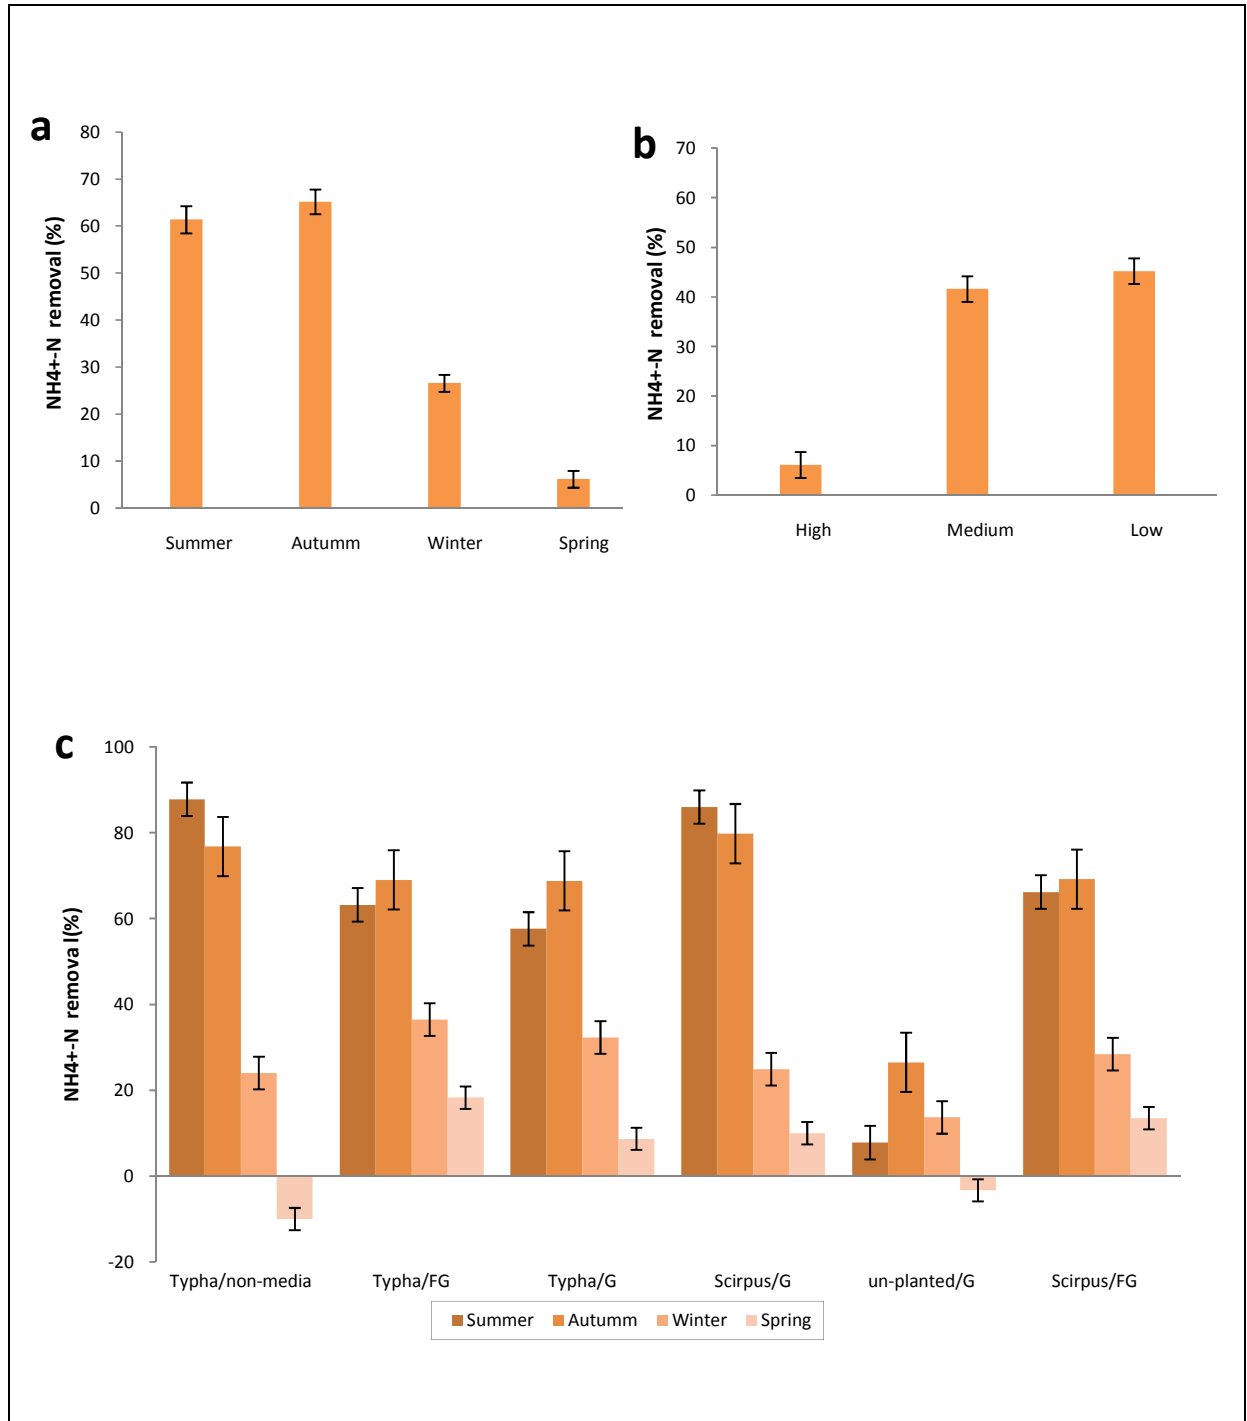 a
80
70
60
50
40
30
20
10
0
NH4+-N removal (%)
Summer Autumm Winter Spring
b
70
60
50
40
30
20
10
0
NH4+-N removal (%)
High Medium Low
c
100
80
60
40
20
0
-20
NH4+-N remova l(%)
Typha/non-media Typha/FG Typha/G Scirpus/G un-planted/G Scirpus/FG
Summer Autumm Winter Spring